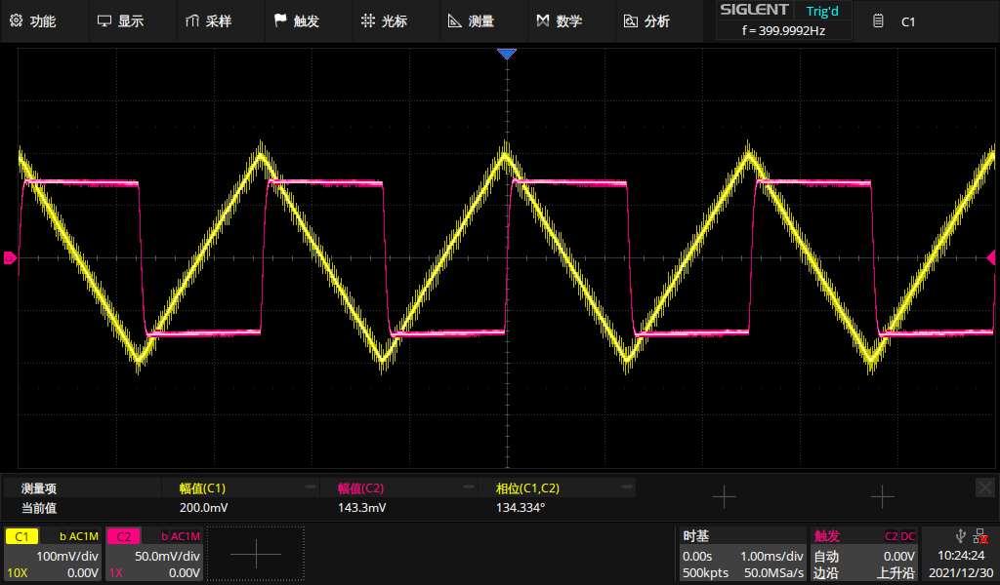 功能 显示 采样 触发 光标 测量 数学 分析 SIGLENT Trig'd C1
f = 399.9992Hz
测量项 幅值(C1) 幅值(C2) 相位(C1,C2)
当前值 200.0mV 143.3mV 134.334°
C1 b AC1M C2 b AC1M 时基 触发 C2 DC
100mV/div 50.0mV/div 0.00s 1.00ms/div 自动 0.00V 10:24:24
10X 0.00V 1X 0.00V 500kpts 50.0MSa/s 边沿 上升沿 2021/12/30